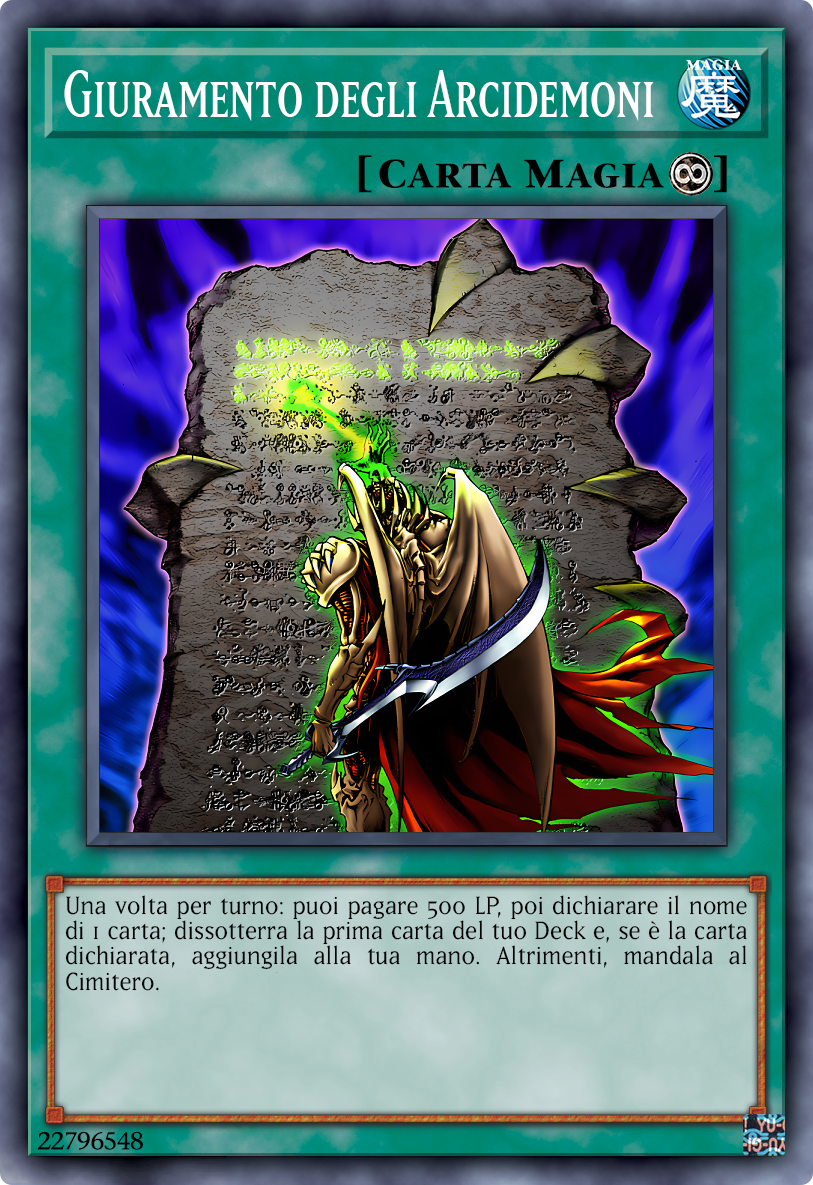 Giuramento degli Arcidemoni
MAGIA
魔
[Carta Magia]
Una volta per turno: puoi pagare 500 LP, poi dichiarare il nome
di 1 carta; dissotterra la prima carta del tuo Deck e, se è la carta
dichiarata, aggiungila alla tua mano. Altrimenti, mandala al
Cimitero.
22796548